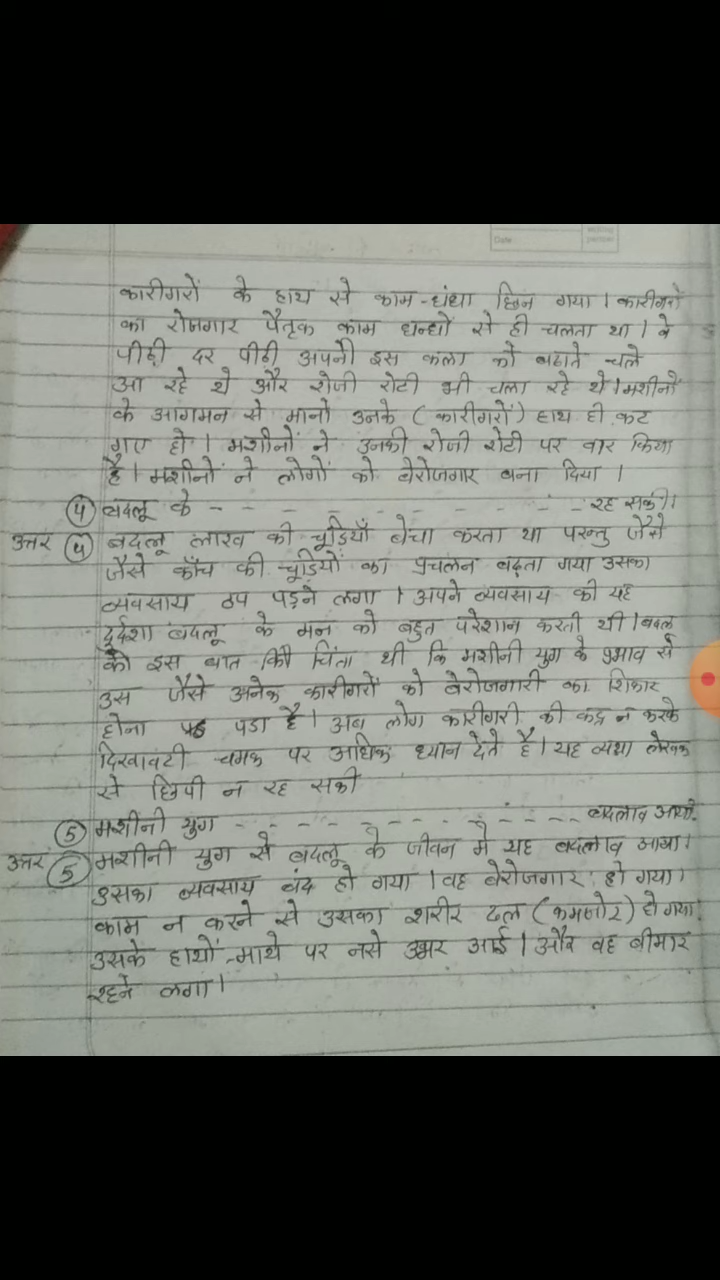 Date:
कारीगरों के हाथ से काम-धंधा छिन गया। कारीगरों
का रोजगार पैतृक काम धन्धों से ही चलता था। वे
पीढ़ी दर पीढ़ी अपनी इस कला को बढाते चले
आ रहे थे और रोजी रोटी भी चला रहे थे। मशीनों
के आगमन से मानो उनके (कारीगरों) हाथ ही कट
गए हो। मशीनों ने उनकी रोजी रोटी पर वार किया
है। मशीनों ने लोगों को बेरोजगार बना दिया।
(4) बदलू के - - - - - - - - - - - - रह सकी।
उत्तर (4) बदलू लाख की चूडियाँ बेचा करता था परन्तु जैसे
जैसे काँच की चूडियों का प्रचलन बढ़ता गया उसका
व्यवसाय ठप पड़ने लगा। अपने व्यवसाय की यह
दुर्दशा बदलू के मन को बहुत परेशान करती थी। बदलू
को इस बात की चिंता थी कि मशीनी युग के प्रभाव से
उस जैसे अनेक कारीगरों को बेरोजगारी का शिकार
होना पडा है। अब लोग कारीगरी की कद्र न करके
दिखावटी चमक पर अधिक ध्यान देते है। यह व्यथा लेखक
से छिपी न रह सकी
(5) मशीनी युग - - - - - - - - - - - - बदलाव आया।
उत्तर (5) मशीनी युग से बदलू के जीवन मे यह बदलाव आया।
उसका व्यवसाय बंद हो गया। वह बेरोजगार हो गया।
काम न करने से उसका शरीर ढल (कमजोर) हो गया।
उसके हाथों-माथे पर नसे उभर आई। और वह बीमार
रहने लगा।